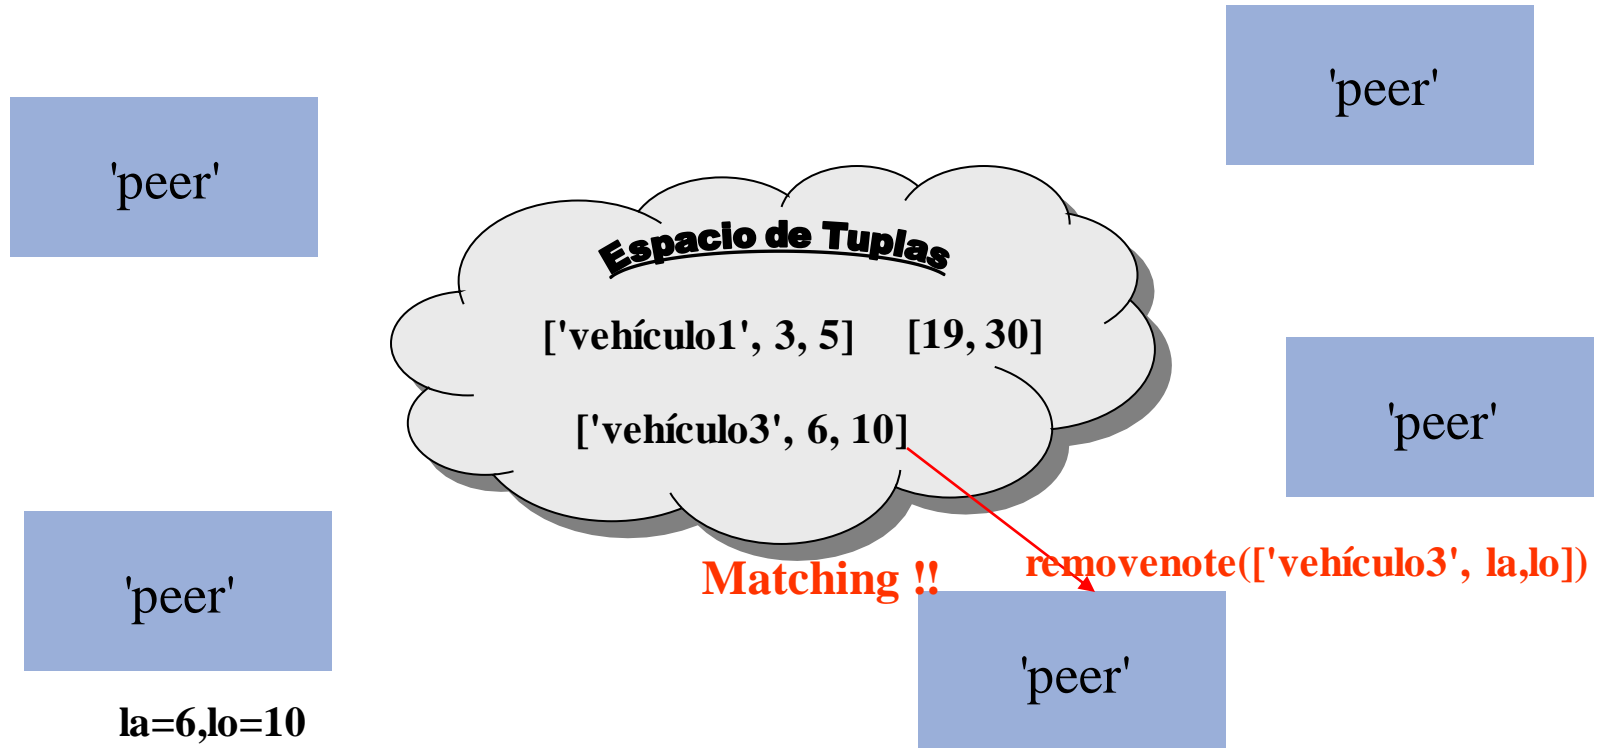 'peer'
'peer'
Espacio de Tuplas
['vehículo1', 3, 5] [19, 30]
'peer'
['vehículo3', 6, 10]
removenote(['vehículo3', la,lo])
Matching !!
'peer'
'peer'
la=6,lo=10